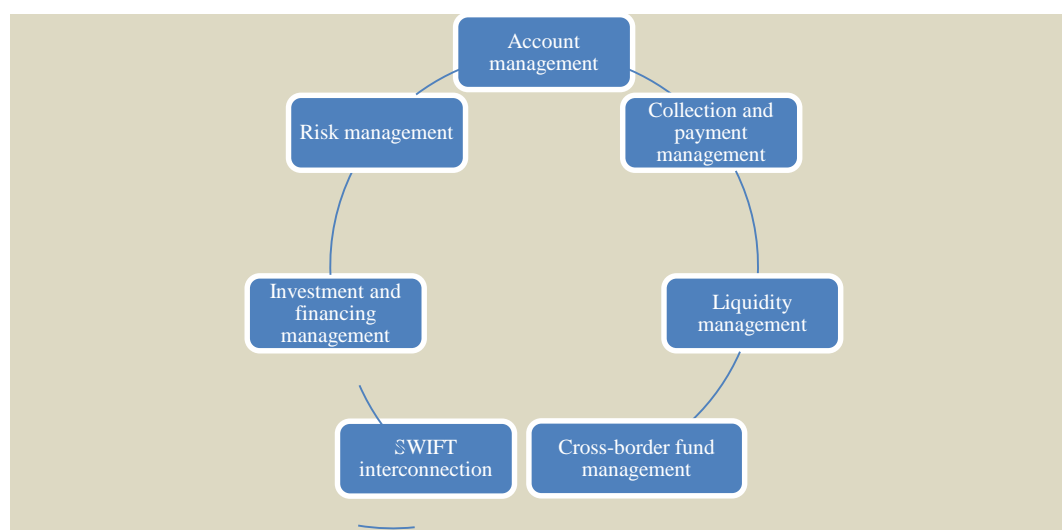 Account
management
Collection and
payment
management
Liquidity
management
Cross-border fund
management
SWIFT
interconnection
Investment and
financing
management
Risk management